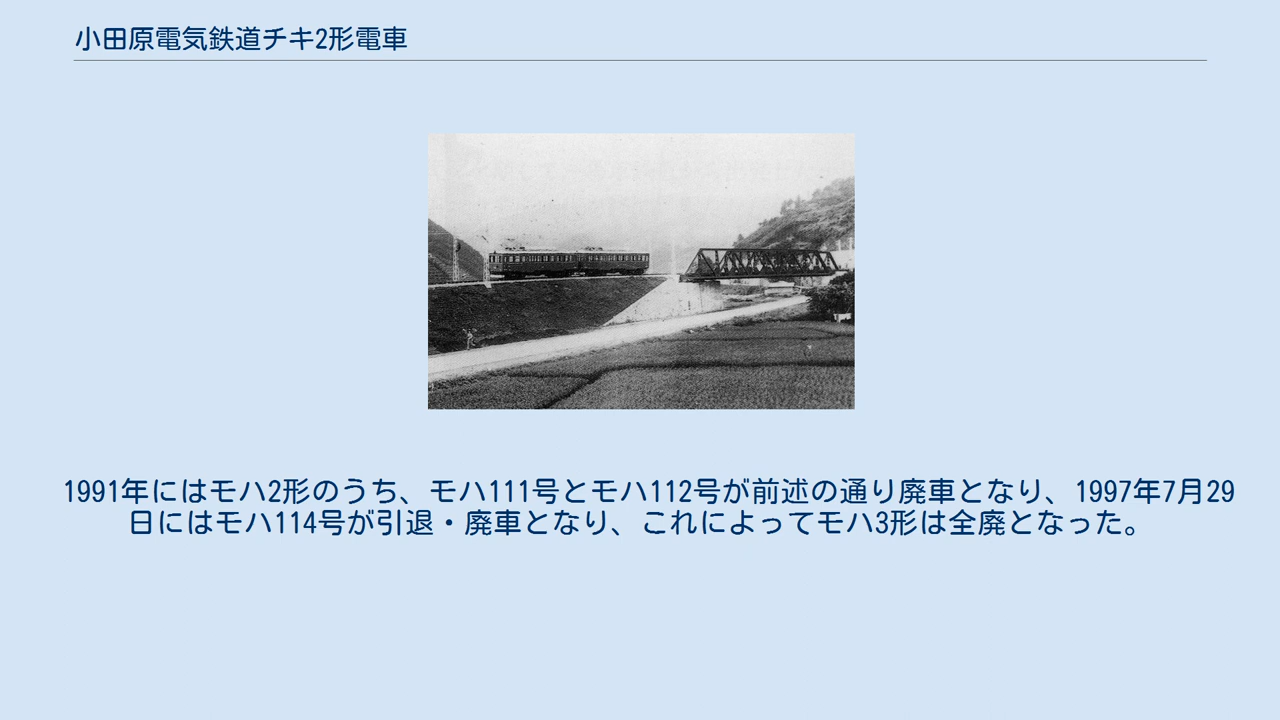 小田原電気鉄道チキ2形電車
1991年にはモハ2形のうち、モハ111号とモハ112号が前述の通り廃車となり、1997年7月29
日にはモハ114号が引退・廃車となり、これによってモハ3形は全廃となった。